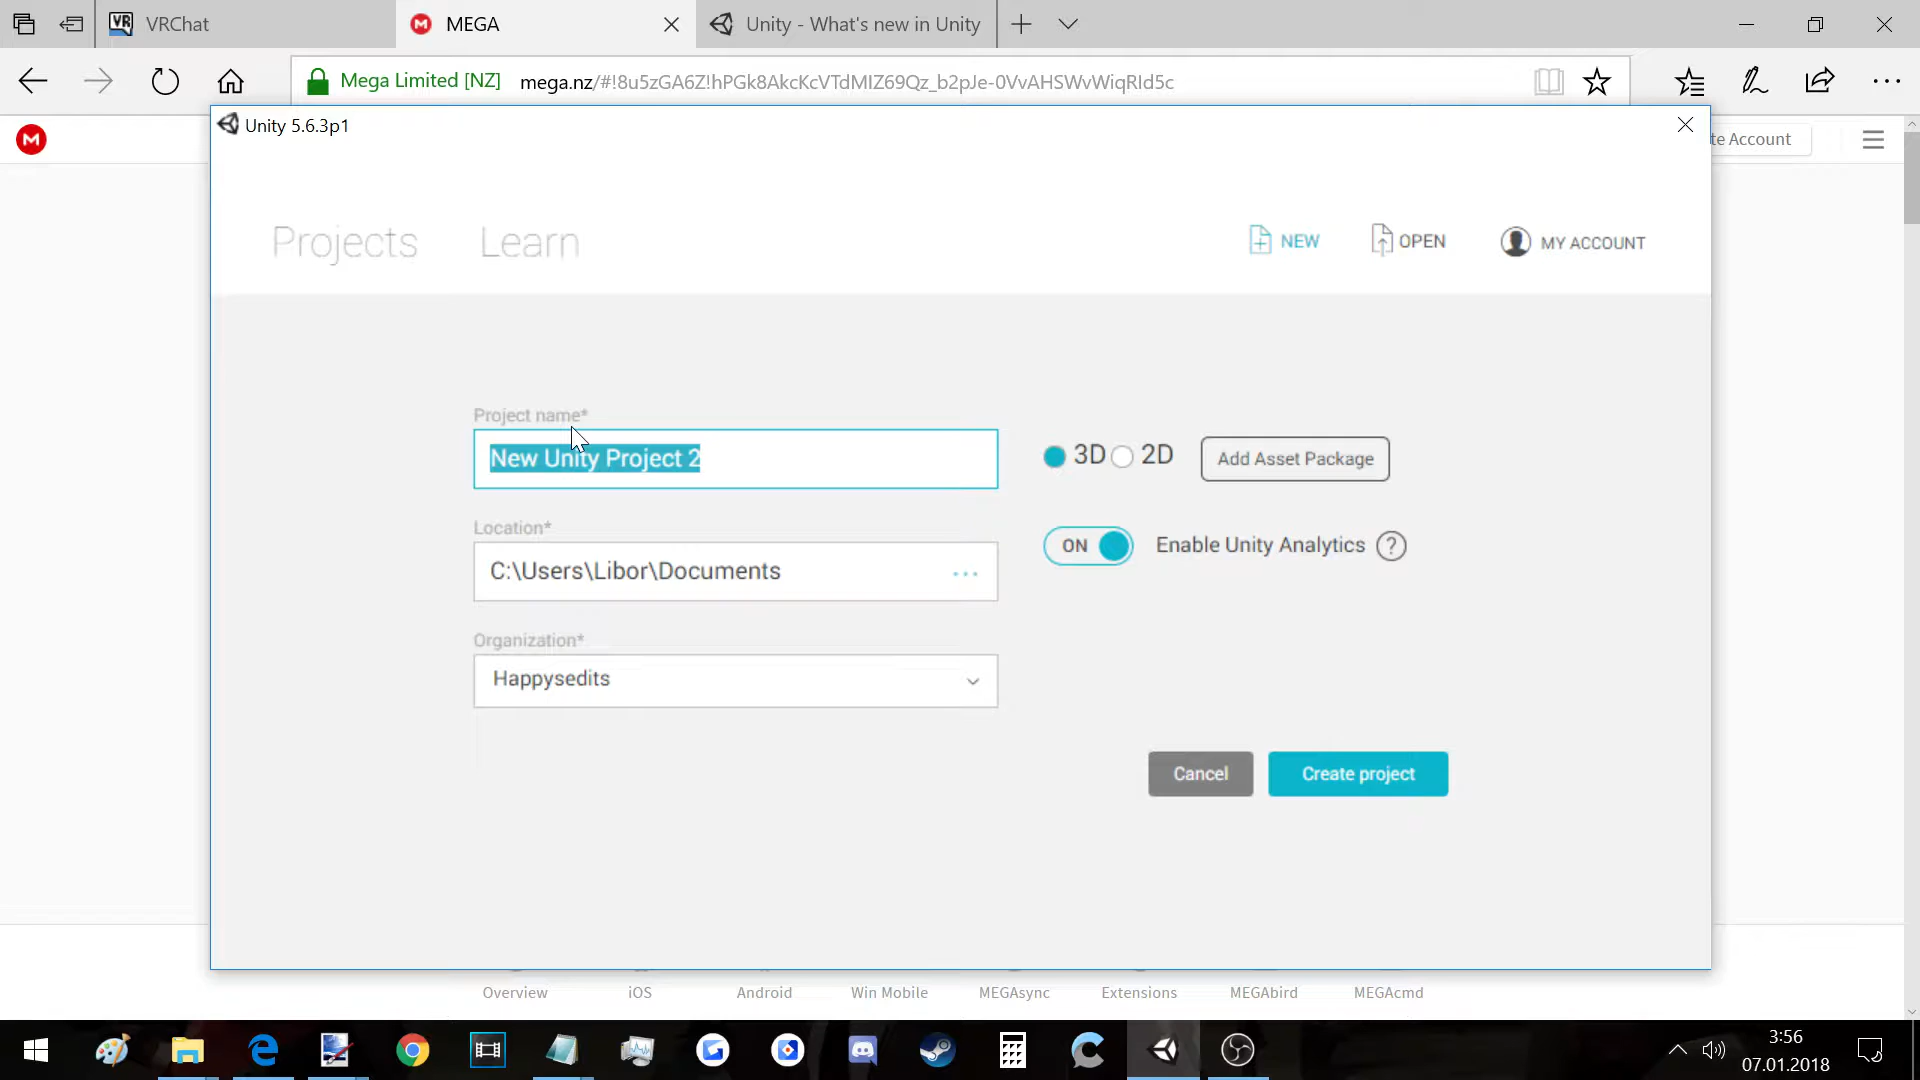 VRChat
MEGA
Unity - What's new in Unity
Mega Limited [NZ] mega.nz/#!8u5zGA6Z!hPGk8AkcKcVTdMIZ69Qz_b2pJe-0VvAHSWvWiqRId5c
Unity 5.6.3p1
te Account
Projects Learn
NEW OPEN MY ACCOUNT
Project name*
New Unity Project 2
3D 2D Add Asset Package
Location*
C:\Users\Libor\Documents
ON Enable Unity Analytics ?
Organization*
Happysedits
Cancel Create project
Overview iOS Android Win Mobile MEGAsync Extensions MEGAbird MEGAcmd
3:56
07.01.2018